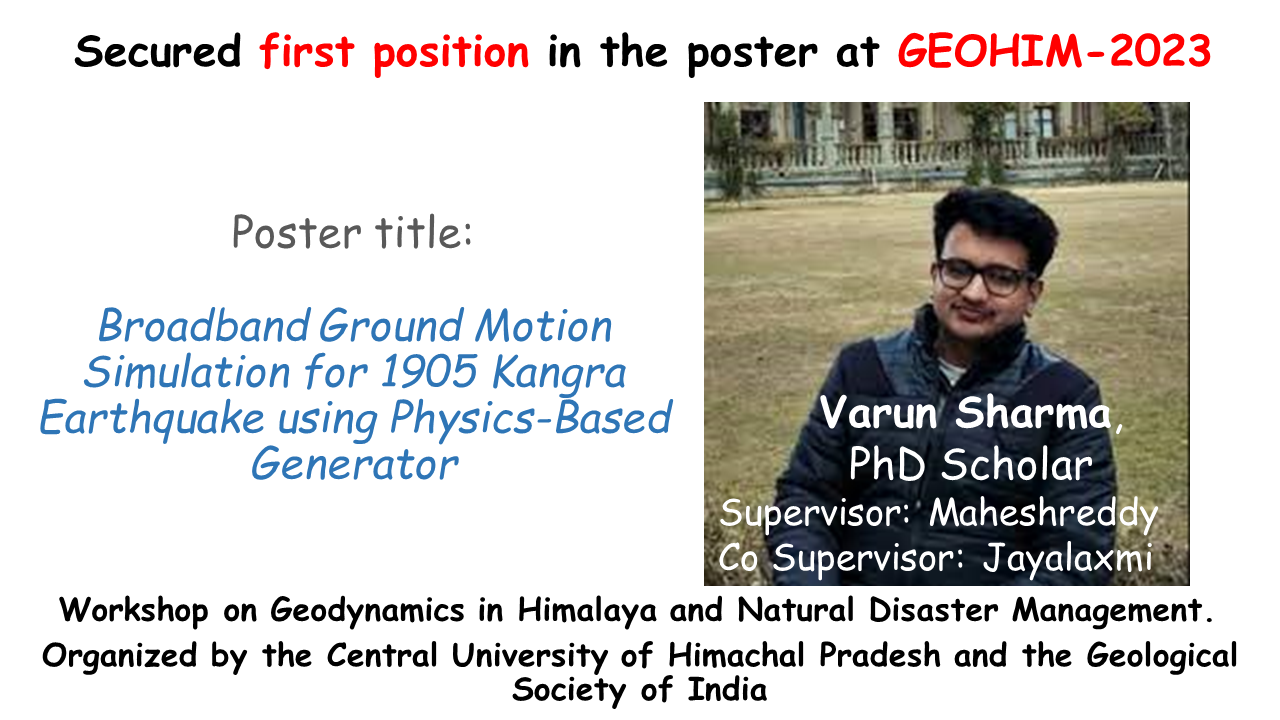 Secured first position in the poster at GEOHIM-2023
Poster title:
Broadband Ground Motion
Simulation for 1905 Kangra
Earthquake using Physics-Based
Generator
Varun Sharma,
PhD Scholar
Supervisor: Maheshreddy
Co Supervisor: Jayalaxmi
Workshop on Geodynamics in Himalaya and Natural Disaster Management.
Organized by the Central University of Himachal Pradesh and the Geological
Society of India